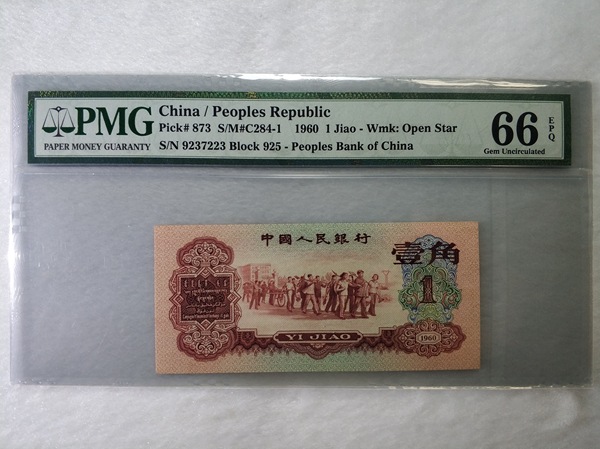 PMG
PAPER MONEY GUARANTY
China / Peoples Republic
Pick# 873 S/M#C284-1 1960 1 Jiao - Wmk: Open Star
S/N 9237223 Block 925 - Peoples Bank of China
66 EPQ
Gem Uncirculated
中國人民銀行
壹角
1
YI JIAO
1960